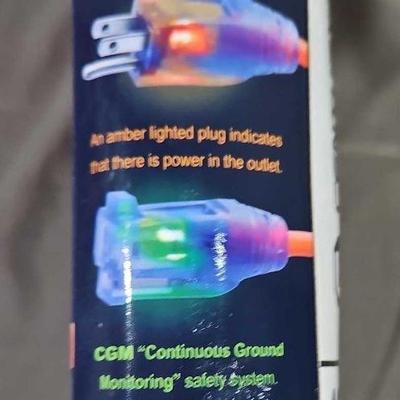 An amber lighted plug indicates
that there is power in the outlet.
CGM “Continuous Ground
Monitoring” safety system.